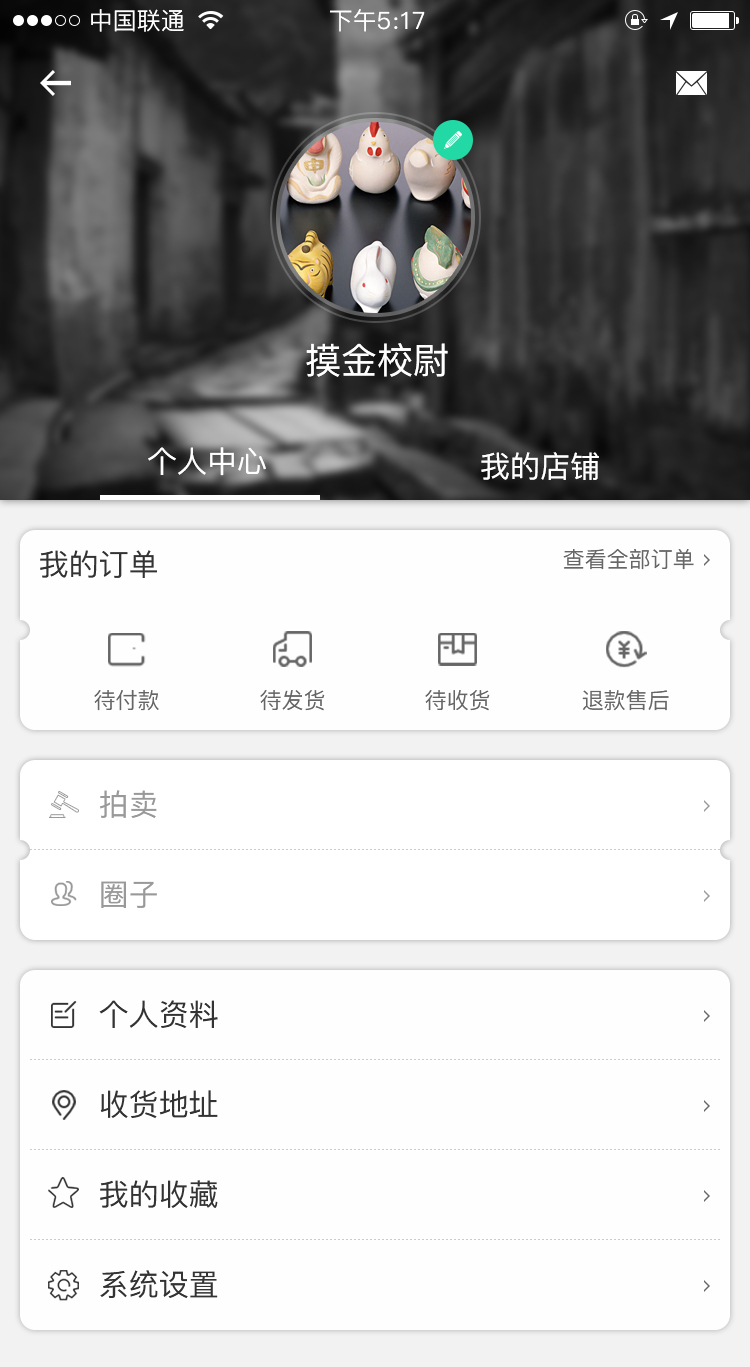 中国联通 下午5:17
摸金校尉
个人中心 我的店铺
我的订单 查看全部订单
待付款 待发货 待收货 退款售后
拍卖
圈子
个人资料
收货地址
我的收藏
系统设置